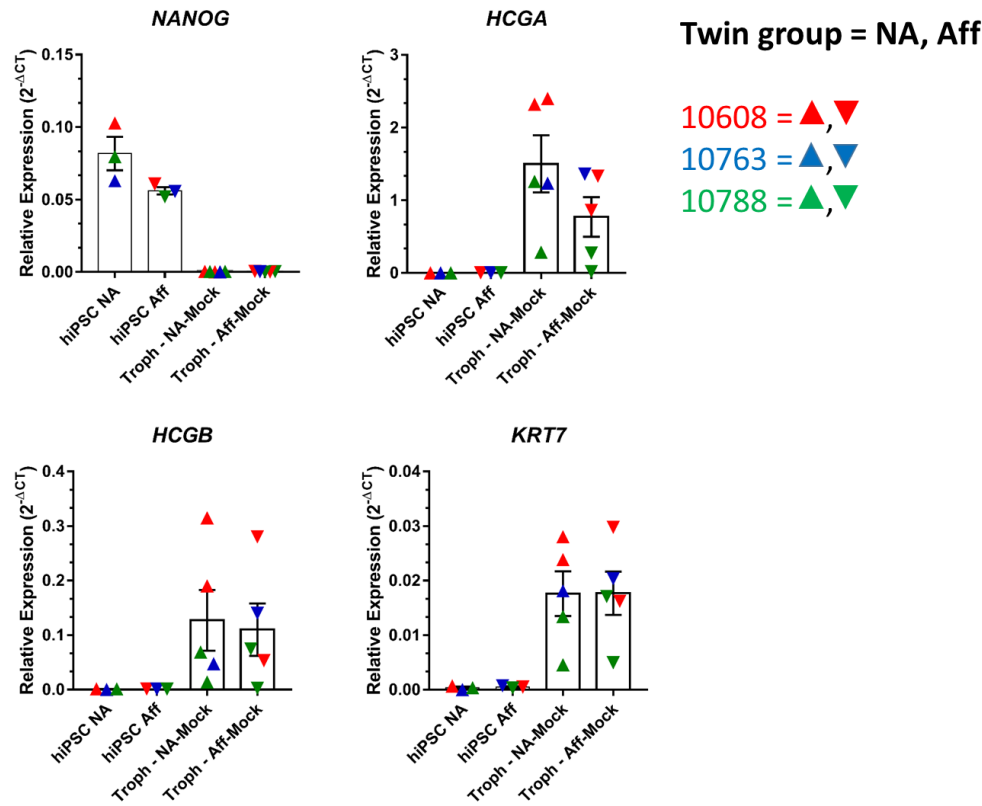 NANOG
Relative Expression (2^-ΔCT)
0.15
0.10
0.05
0.00
hiPSC NA
hiPSC Aff
Troph - NA-Mock
Troph - Aff-Mock
HCGA
Relative Expression (2^-ΔCT)
3
2
1
0
hiPSC NA
hiPSC Aff
Troph - NA-Mock
Troph - Aff-Mock
Twin group = NA, Aff
10608 = ▲,▼
10763 = ▲,▼
10788 = ▲,▼
HCGB
Relative Expression (2^-ΔCT)
0.4
0.3
0.2
0.1
0.0
hiPSC NA
hiPSC Aff
Troph - NA-Mock
Troph - Aff-Mock
KRT7
Relative Expression (2^-ΔCT)
0.04
0.03
0.02
0.01
0.00
hiPSC NA
hiPSC Aff
Troph - NA-Mock
Troph - Aff-Mock